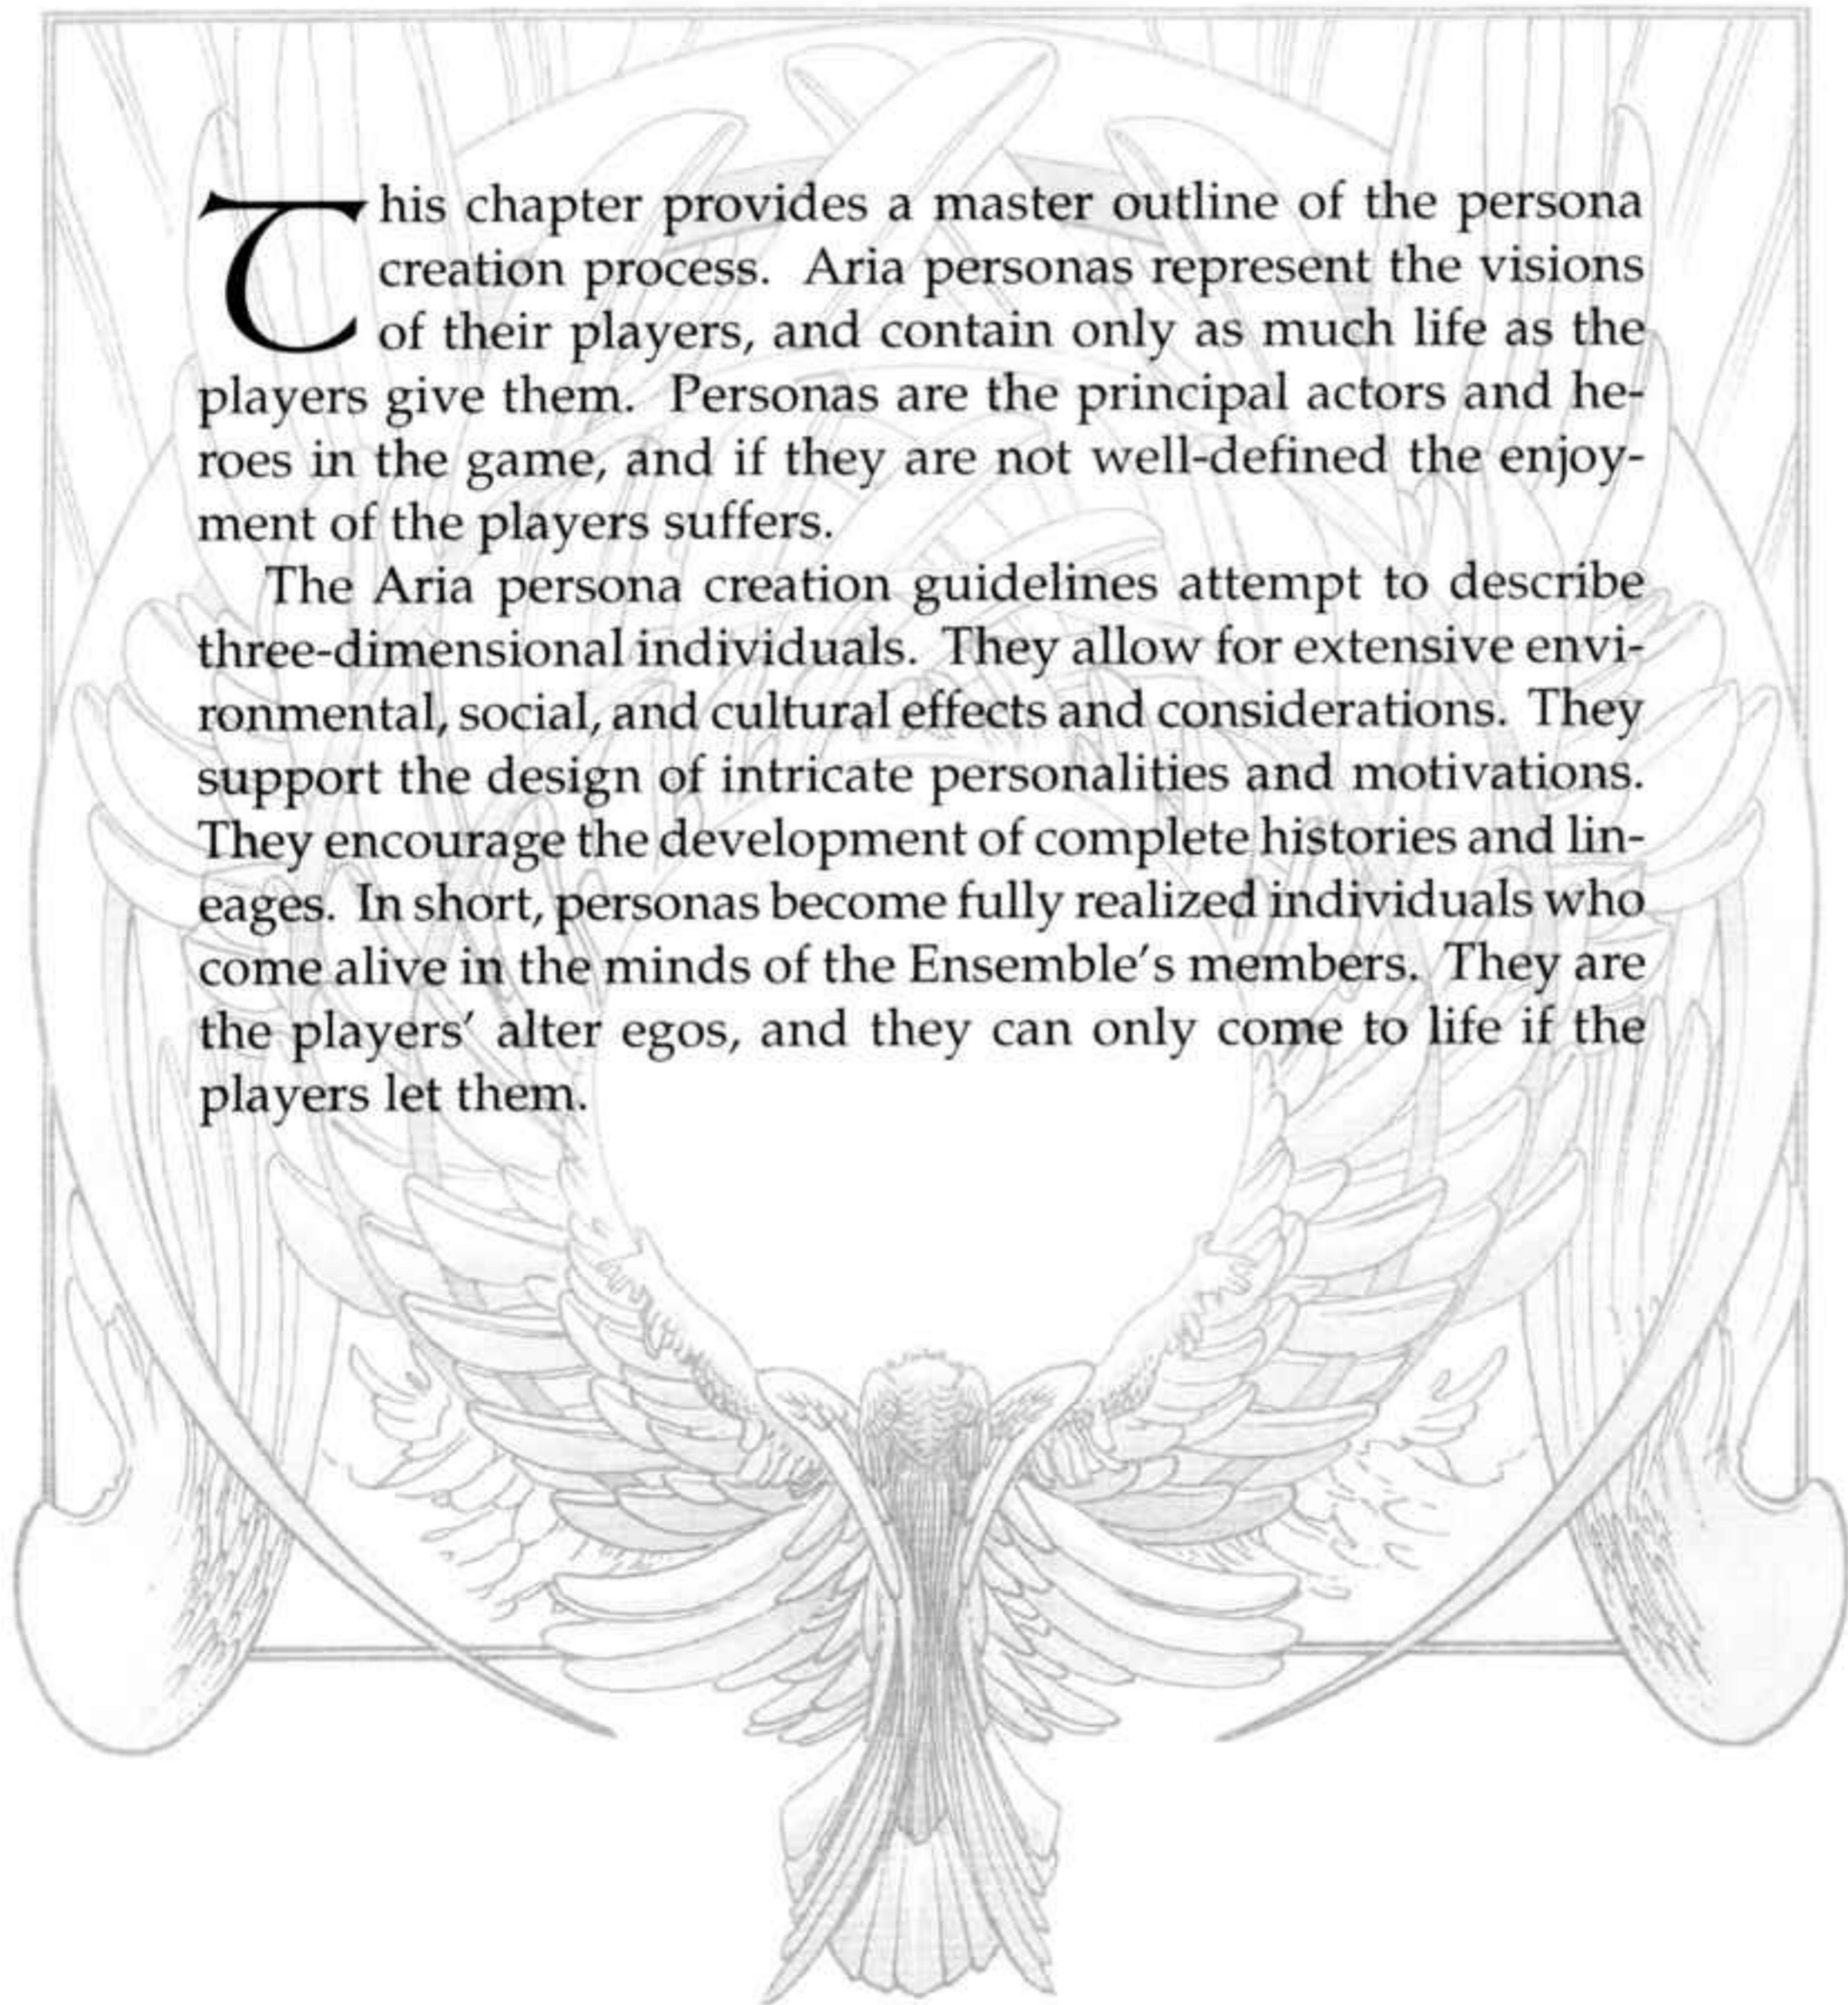 This chapter provides a master outline of the persona
creation process. Aria personas represent the visions
of their players, and contain only as much life as the
players give them. Personas are the principal actors and he-
roes in the game, and if they are not well-defined the enjoy-
ment of the players suffers.
The Aria persona creation guidelines attempt to describe
three-dimensional individuals. They allow for extensive envi-
ronmental, social, and cultural effects and considerations. They
support the design of intricate personalities and motivations.
They encourage the development of complete histories and lin-
eages. In short, personas become fully realized individuals who
come alive in the minds of the Ensemble's members. They are
the players' alter egos, and they can only come to life if the
players let them.